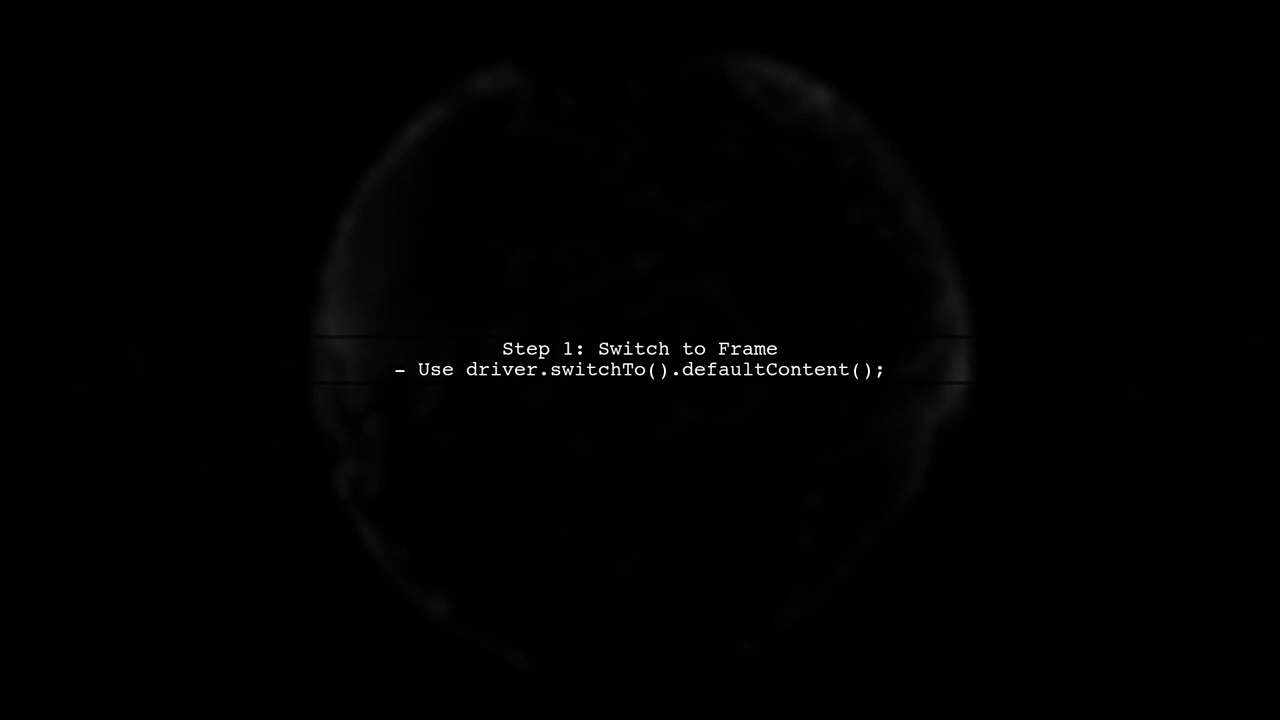 Step 1: Switch to Frame
- Use driver.switchTo().defaultContent();